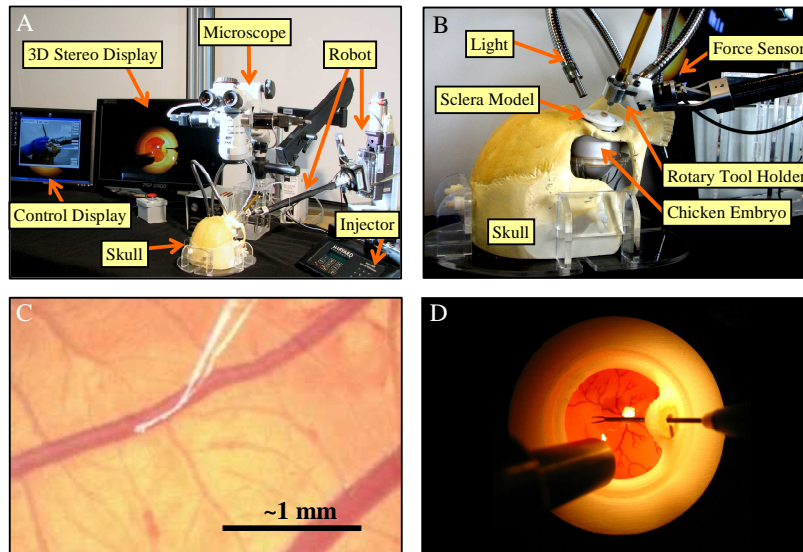 A
Microscope
3D Stereo Display
Robot
Control Display
Skull
Injector
HARVARD
B
Light
Force Sensor
Sclera Model
Rotary Tool Holder
Chicken Embryo
Skull
C
~1 mm
D